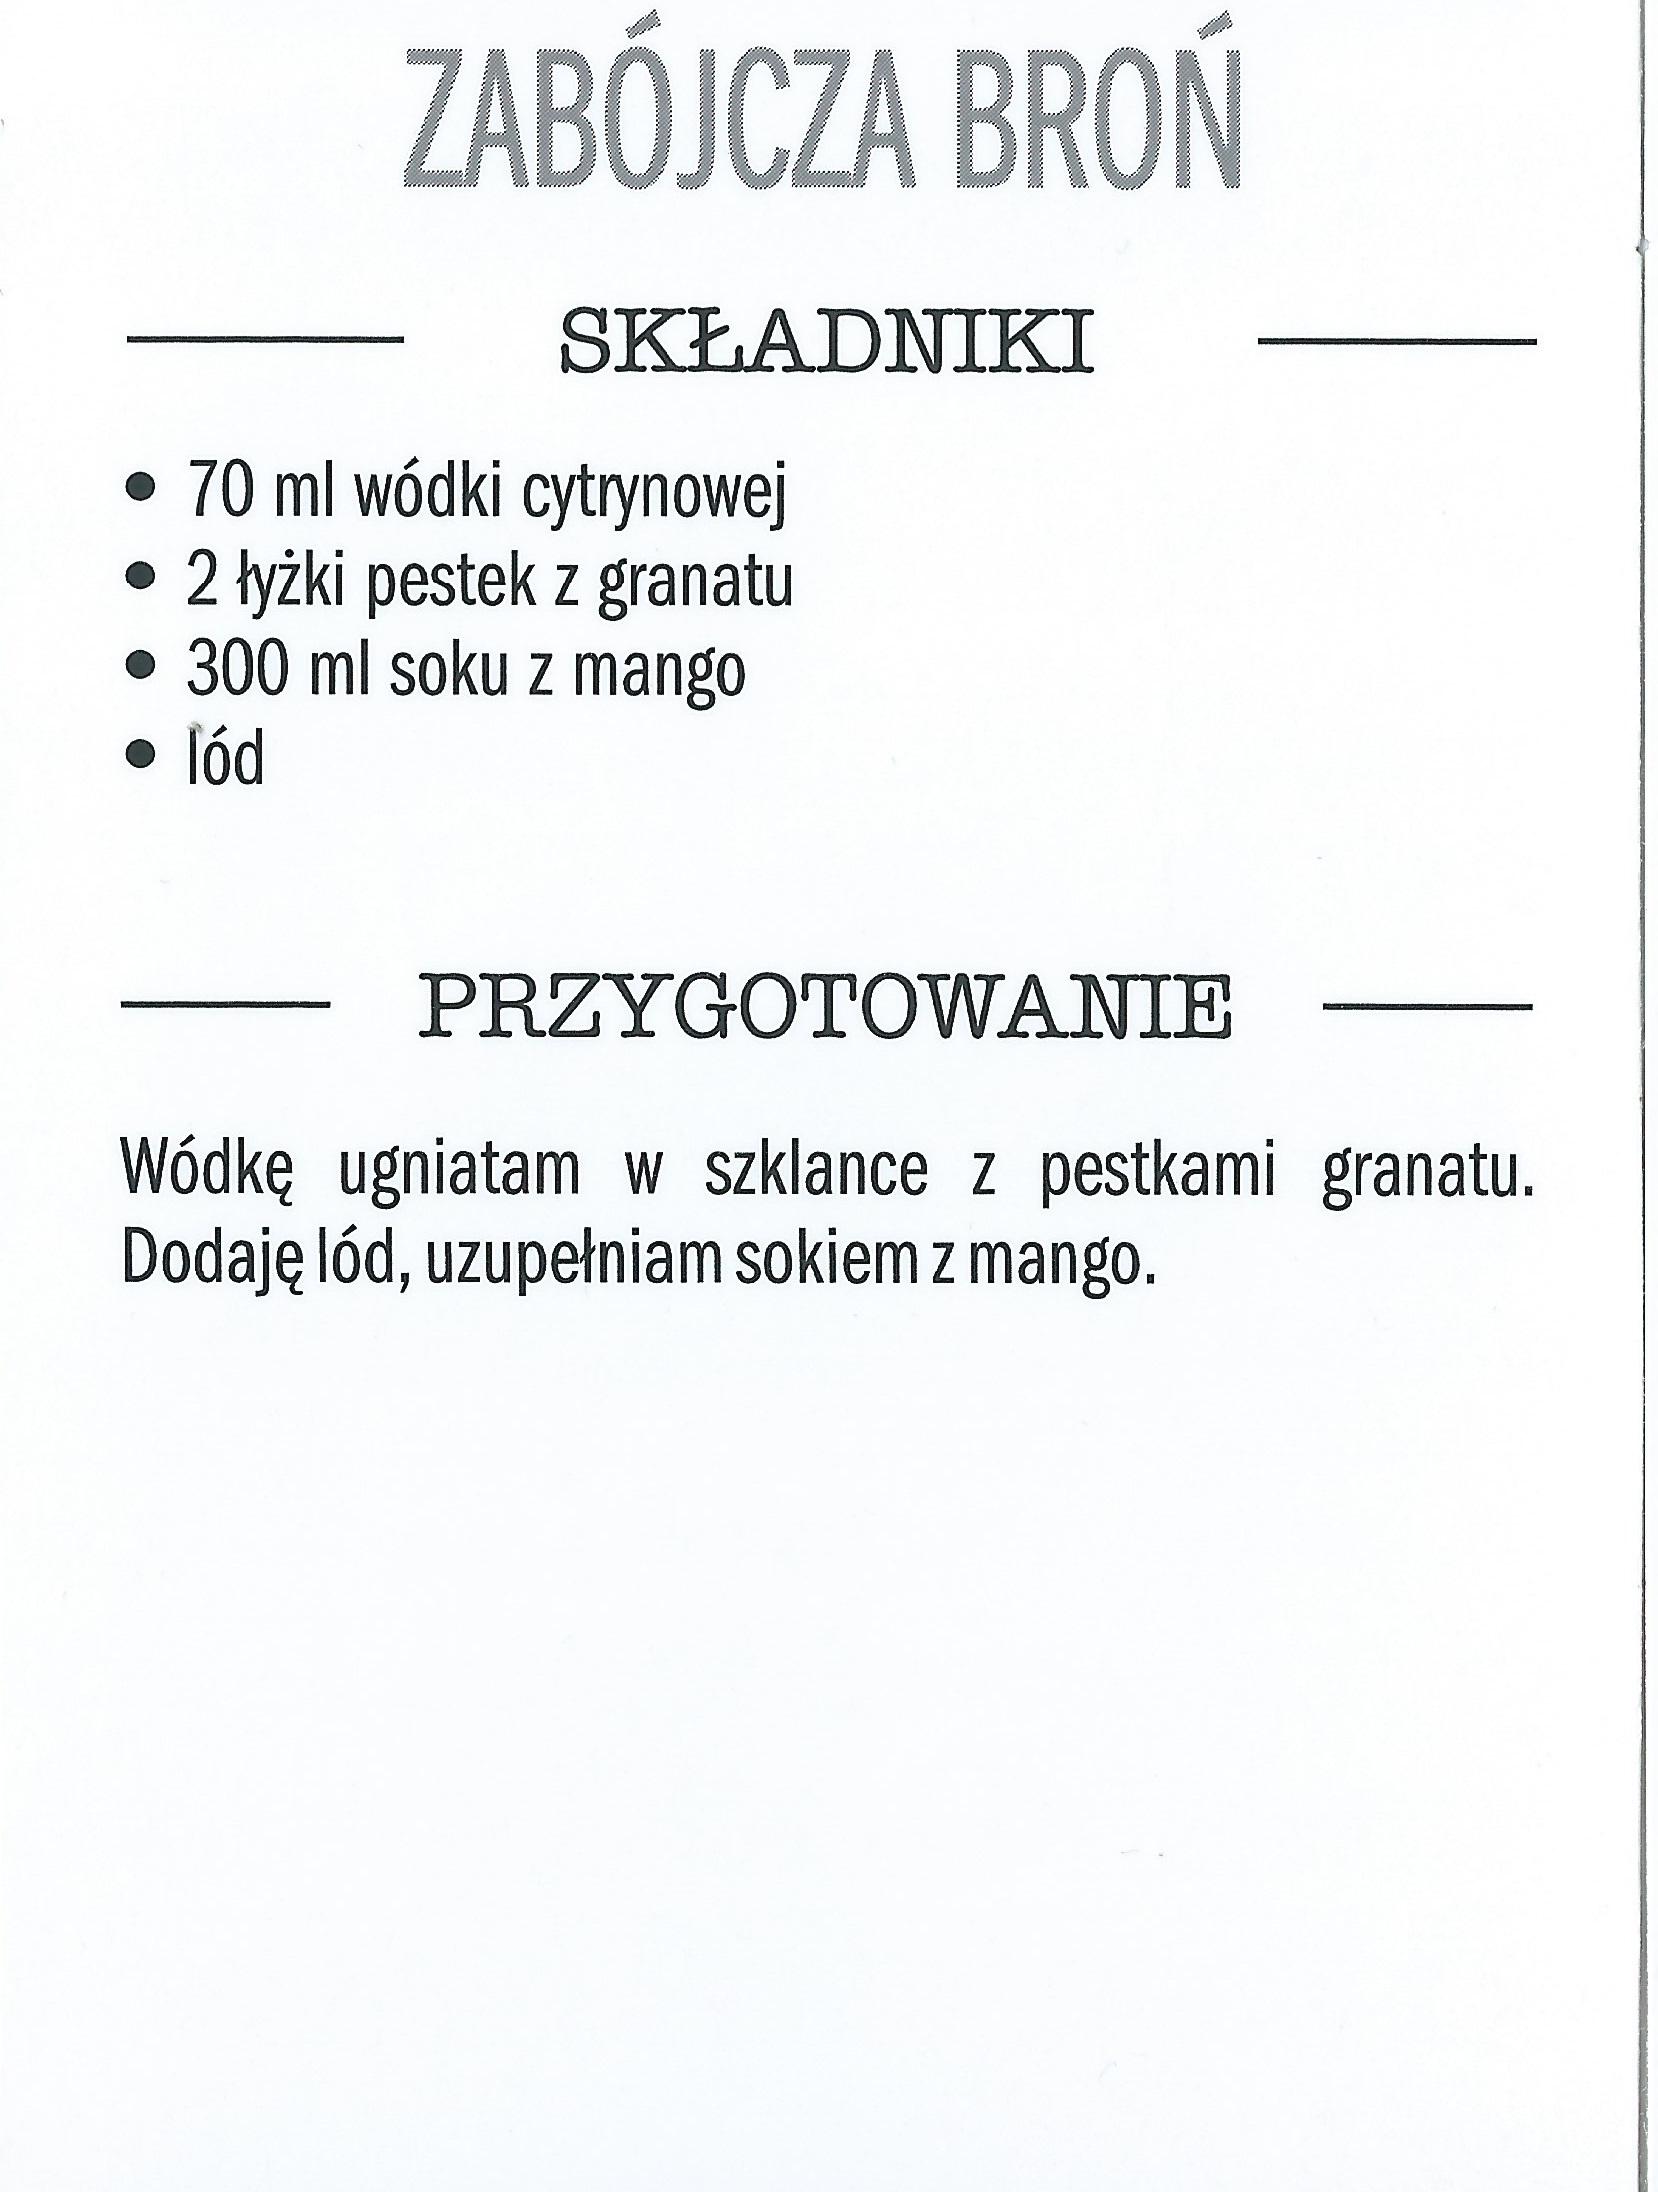 ZABÓJCZA BROŃ
SKŁADNIKI
• 70 ml wódki cytrynowej
• 2 łyżki pestek z granatu
• 300 ml soku z mango
• lód
PRZYGOTOWANIE
Wódkę ugniatam w szklance z pestkami granatu.
Dodaję lód, uzupełniam sokiem z mango.